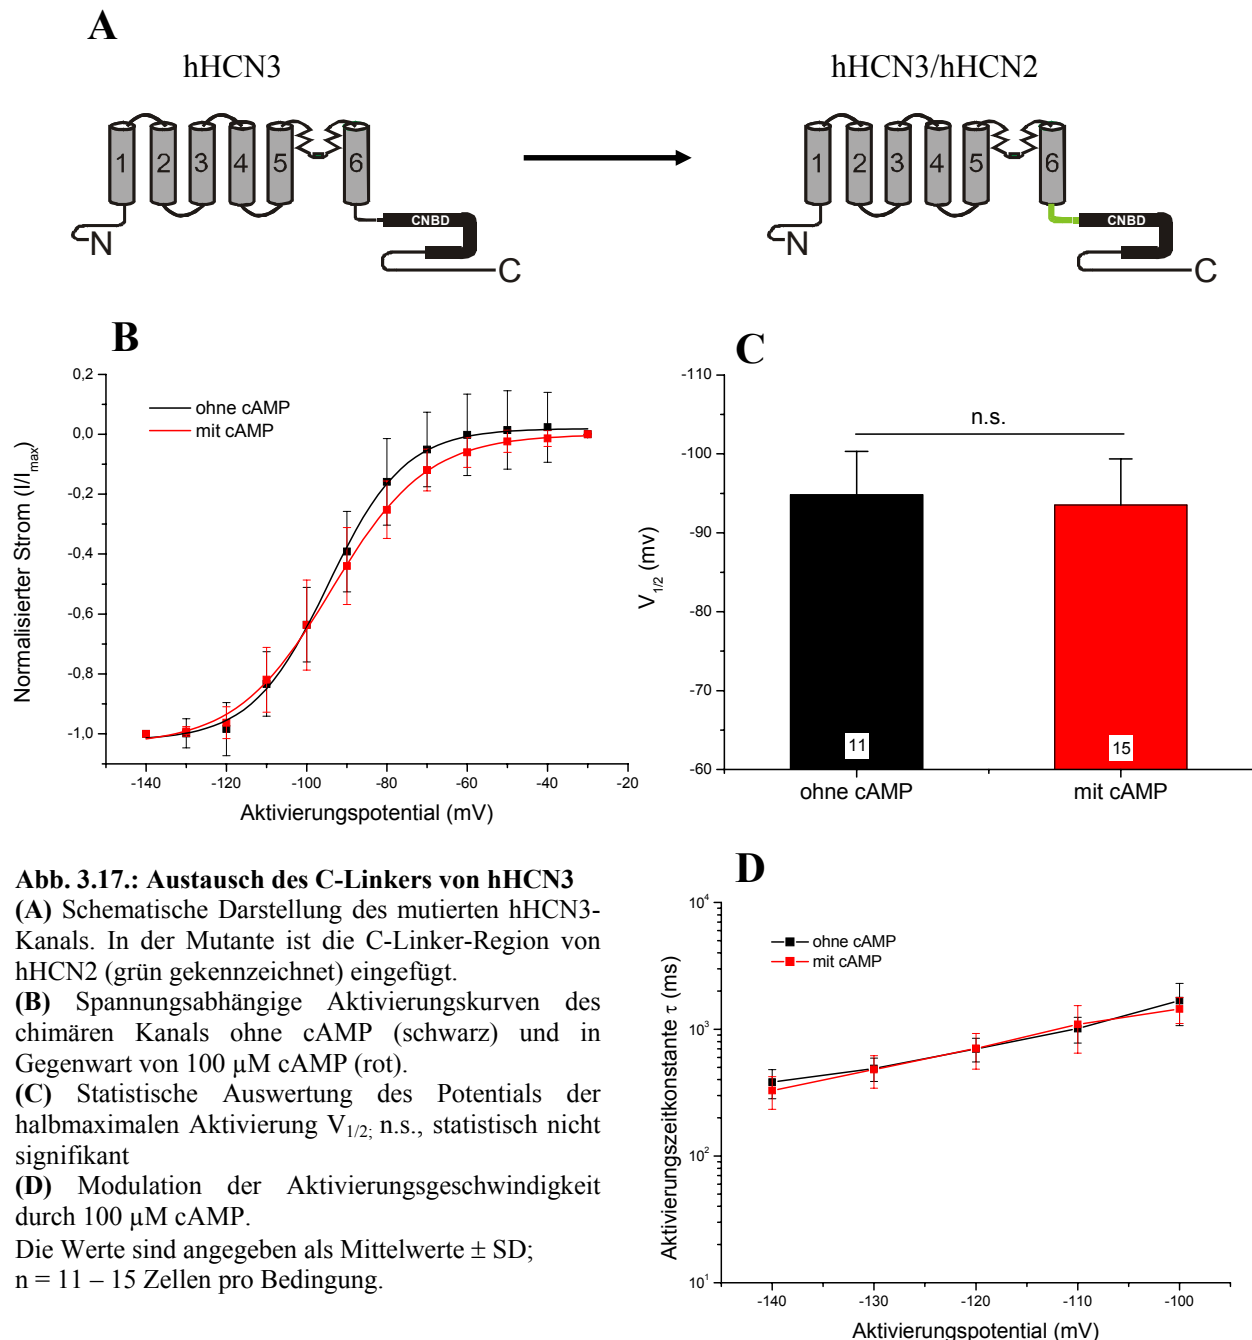 A
hHCN3
hHCN3/hHCN2
1 2 3 4 5 6
CNBD
N
C
1 2 3 4 5 6
CNBD
N
C
B
0,2
0,0
-0,2
-0,4
-0,6
-0,8
-1,0
Normalisierter Strom (I/Imax)
ohne cAMP
mit cAMP
-140 -120 -100 -80 -60 -40 -20
Aktivierungspotential (mV)
C
-110
-100
-90
-80
-70
-60
V1/2 (mv)
n.s.
11
15
ohne cAMP
mit cAMP
Abb. 3.17.: Austausch des C-Linkers von hHCN3
(A) Schematische Darstellung des mutierten hHCN3-
Kanals. In der Mutante ist die C-Linker-Region von
hHCN2 (grün gekennzeichnet) eingefügt.
(B) Spannungsabhängige Aktivierungskurven des
chimären Kanals ohne cAMP (schwarz) und in
Gegenwart von 100 µM cAMP (rot).
(C) Statistische Auswertung des Potentials der
halbmaximalen Aktivierung V1/2; n.s., statistisch nicht
signifikant
(D) Modulation der Aktivierungsgeschwindigkeit
durch 100 µM cAMP.
Die Werte sind angegeben als Mittelwerte ± SD;
n = 11 – 15 Zellen pro Bedingung.
D
10⁴
10³
10²
10¹
Aktivierungszeitkonstante τ (ms)
ohne cAMP
mit cAMP
-140 -130 -120 -110 -100
Aktivierungspotential (mV)